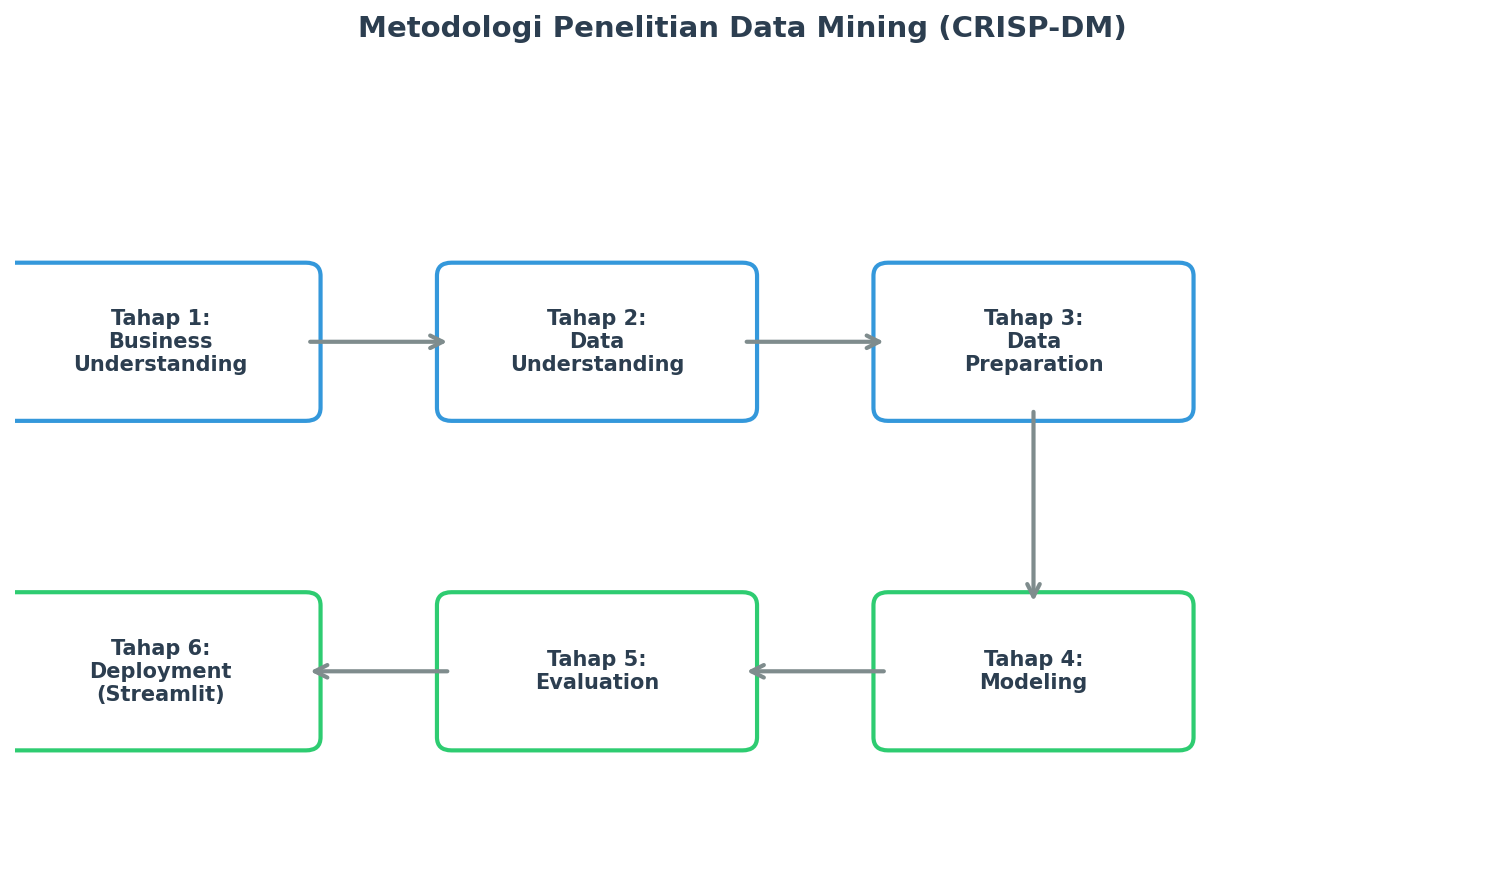 Metodologi Penelitian Data Mining (CRISP-DM)
Tahap 1:
Business
Understanding
Tahap 2:
Data
Understanding
Tahap 3:
Data
Preparation
Tahap 4:
Modeling
Tahap 5:
Evaluation
Tahap 6:
Deployment
(Streamlit)